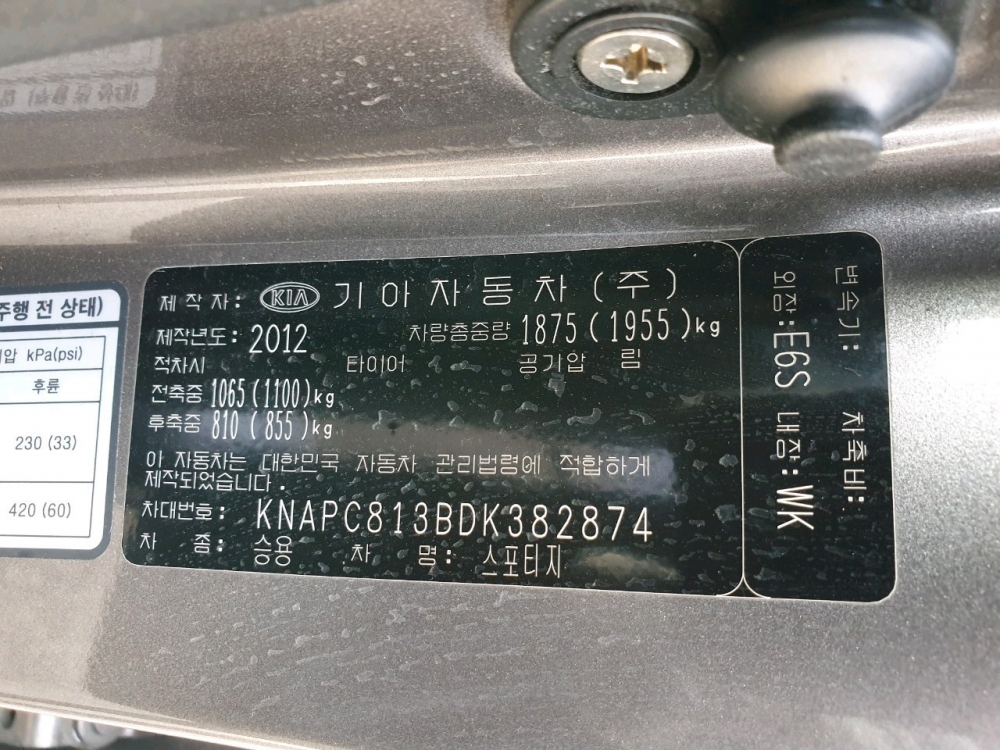 주행 전 상태)
압 kPa(psi)
후륜
230 (33)
420 (60)
제 작 자: KIA 기아자동차(주)
제작년도: 2012 차량총중량 1875(1955)kg
적차시 타이어 공기압 림
전축중 1065(1100)kg
후축중 810(855)kg
이 자동차는 대한민국 자동차 관리법령에 적합하게
제작되었습니다.
차대번호: KNAPC813BDK382874
차 종: 승용 차 명: 스포티지
변속기: / 차축비:
외장:E6S 내장:WK